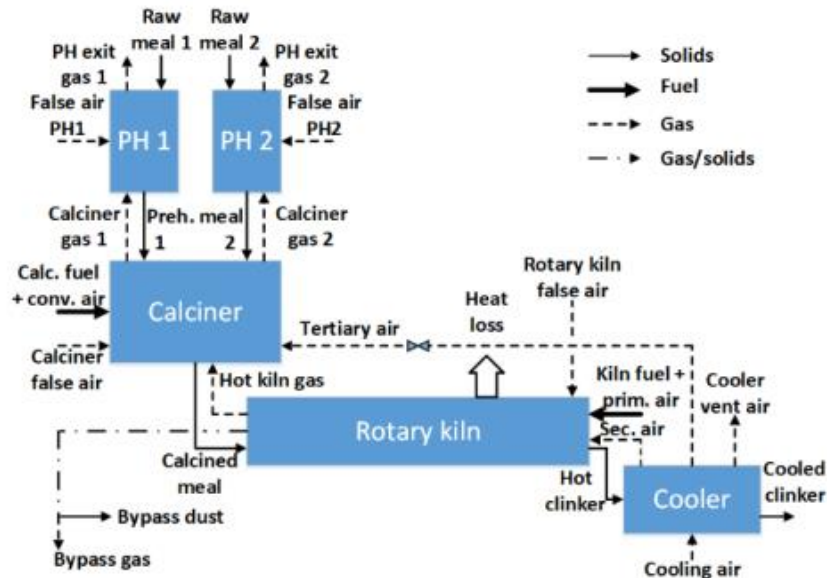 Raw
meal 1
Raw
meal 2
PH exit
gas 1
PH exit
gas 2
False air
PH1
False air
PH2
PH 1
PH 2
Solids
Fuel
Gas
Gas/solids
Calciner
gas 1
Preh. meal
1 2
Calciner
gas 2
Calc. fuel
+ conv. air
Calciner
Calciner
false air
Tertiary air
Heat
loss
Rotary kiln
false air
Hot kiln gas
Kiln fuel +
prim. air
Sec. air
Cooler
vent air
Rotary kiln
Calcined
meal
Hot
clinker
Cooler
Cooled
clinker
Bypass dust
Bypass gas
Cooling air